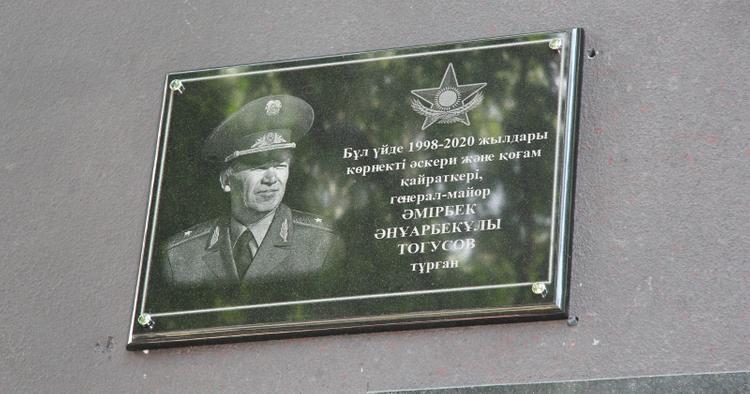 Бұл үйде 1998-2020 жылдары
көрнекті әскери және қоғам
қайраткері,
генерал-майор
ӘМІРБЕК
ӘНУАРБЕКҰЛЫ
ТОГУСОВ
тұрған